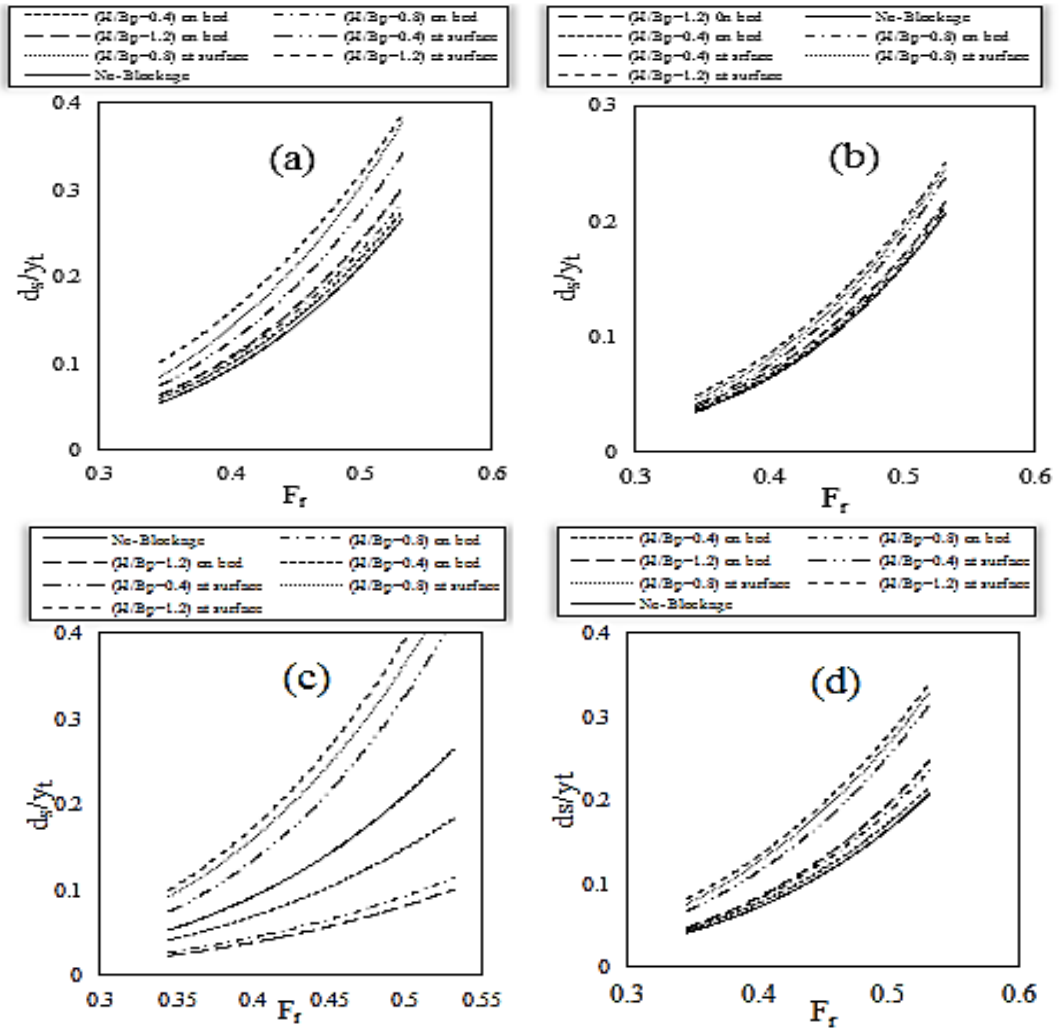 (H/Bp=0.4) on bed (H/Bp=0.8) on bed
(H/Bp=1.2) on bed (H/Bp=0.4) at surface
(H/Bp=0.8) at surface (H/Bp=1.2) at surface
No-Blockage
0.4
0.3
0.2
0.1
0
(a)
ds/yt
0.3 0.4 0.5 0.6
Fr
(H/Bp=1.2) 0n bed No-Blockage
(H/Bp=0.4) on bed (H/Bp=0.8) on bed
(H/Bp=0.4) at surface (H/Bp=0.8) at surface
(H/Bp=1.2) at surface
0.3
0.2
0.1
0
(b)
ds/yt
0.3 0.4 0.5 0.6
Fr
No-Blockage (H/Bp=0.8) on bed
(H/Bp=1.2) on bed (H/Bp=0.4) on bed
(H/Bp=0.4) at surface (H/Bp=0.8) at surface
(H/Bp=1.2) at surface
0.4
0.3
0.2
0.1
0
(c)
ds/yt
0.3 0.35 0.4 0.45 0.5 0.55
Fr
(H/Bp=0.4) on bed (H/Bp=0.8) on bed
(H/Bp=1.2) on bed (H/Bp=0.4) at surface
(H/Bp=0.8) at surface (H/Bp=1.2) at surface
No-Blockage
0.4
0.3
0.2
0.1
0
(d)
ds/yt
0.3 0.4 0.5 0.6
Fr